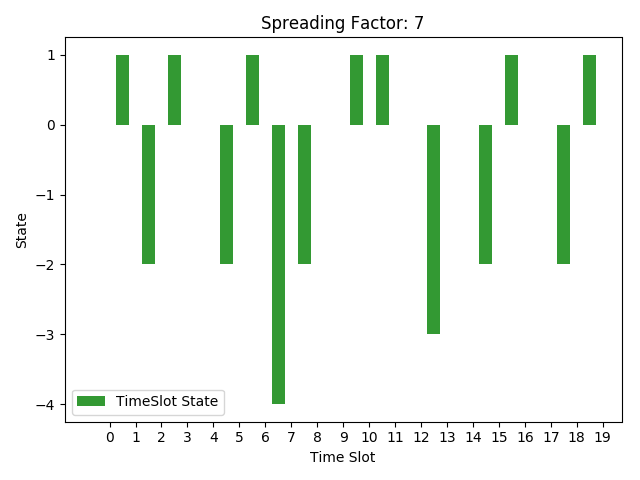 Spreading Factor: 7
1
0
−1
−2
−3
−4
State
TimeSlot State
0 1 2 3 4 5 6 7 8 9 10 11 12 13 14 15 16 17 18 19
Time Slot